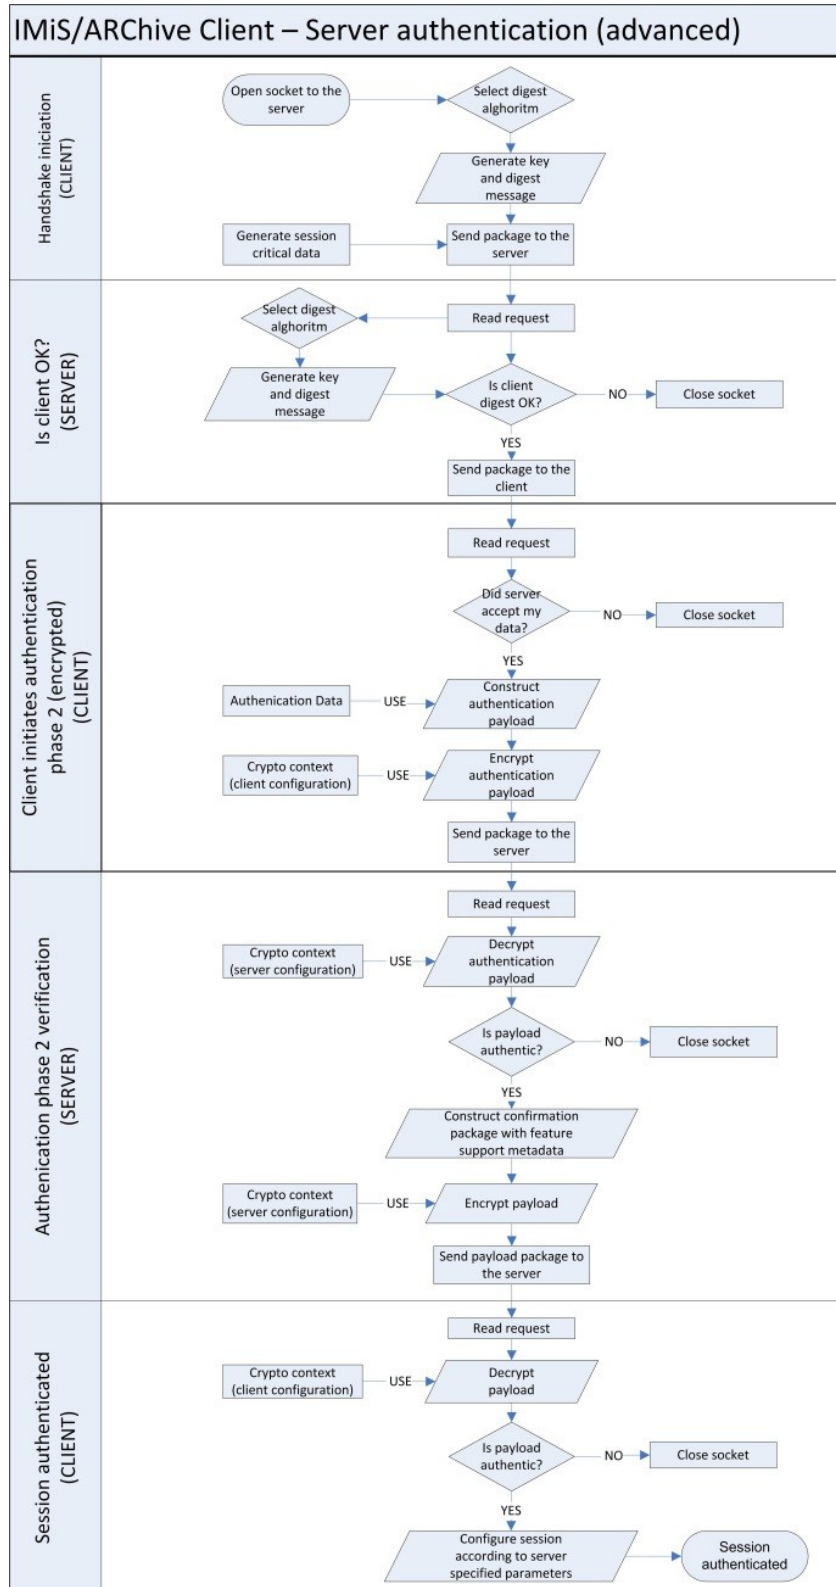 IMiS/ARChive Client – Server authentication (advanced)
Handshake iniciation
(CLIENT)
Open socket to the
server
Select digest
alghoritm
Generate key
and digest
message
Generate session
critical data
Send package to the
server
Is client OK?
(SERVER)
Select digest
alghoritm
Read request
Generate key
and digest
message
Is client
digest OK?
NO
Close socket
YES
Send package to the
client
Client initiates authentication
phase 2 (encrypted)
(CLIENT)
Read request
Did server
accept my
data?
NO
Close socket
YES
Authenication Data
USE
Construct
authentication
payload
Crypto context
(client configuration)
USE
Encrypt
authentication
payload
Send package to the
server
Authenication phase 2 verification
(SERVER)
Read request
Crypto context
(server configuration)
USE
Decrypt
authentication
payload
Is payload
authentic?
NO
Close socket
YES
Construct confirmation
package with feature
support metadata
Crypto context
(server configuration)
USE
Encrypt payload
Send payload package to
the server
Session authenticated
(CLIENT)
Read request
Crypto context
(client configuration)
USE
Decrypt
payload
Is payload
authentic?
NO
Close socket
YES
Configure session
according to server
specified parameters
Session
authenticated